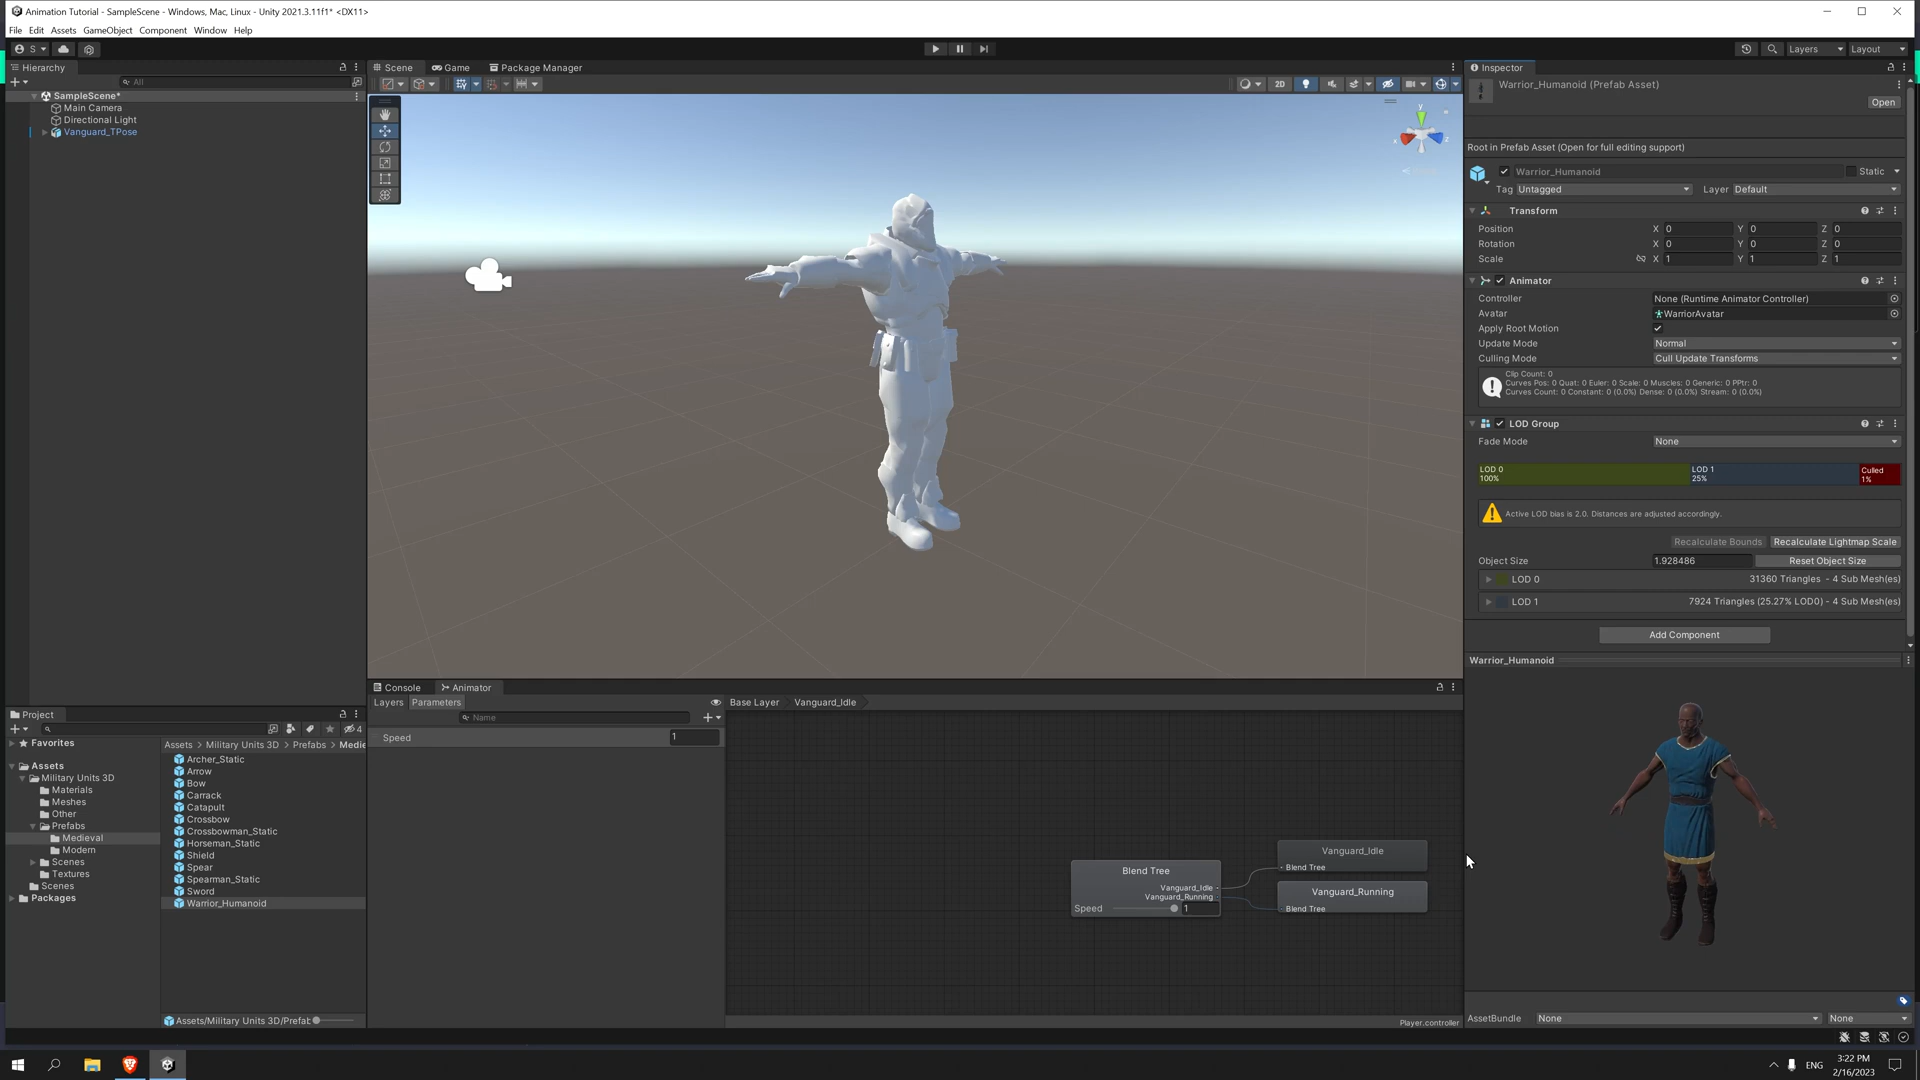 Animation Tutorial - SampleScene - Windows, Mac, Linux - Unity 2021.3.11f1* <DX11>
File Edit Assets GameObject Component Window Help
S
Layers
Layout
Hierarchy
All
SampleScene*
Main Camera
Directional Light
Vanguard_TPose
Scene
Game
Package Manager
2D
y
x
z
Inspector
Warrior_Humanoid (Prefab Asset)
Open
Root in Prefab Asset (Open for full editing support)
Warrior_Humanoid
Static
Tag Untagged
Layer Default
Transform
Position X 0 Y 0 Z 0
Rotation X 0 Y 0 Z 0
Scale X 1 Y 1 Z 1
Animator
Controller None (Runtime Animator Controller)
Avatar WarriorAvatar
Apply Root Motion
Update Mode Normal
Culling Mode Cull Update Transforms
Clip Count: 0
Curves Pos: 0 Quat: 0 Euler: 0 Scale: 0 Muscles: 0 Generic: 0 PPtr: 0
Curves Count: 0 Constant: 0 (0.0%) Dense: 0 (0.0%) Stream: 0 (0.0%)
LOD Group
Fade Mode None
LOD 0
100%
LOD 1
25%
Culled
1%
Active LOD bias is 2.0. Distances are adjusted accordingly.
Recalculate Bounds
Recalculate Lightmap Scale
Object Size 1.928486
Reset Object Size
LOD 0 31360 Triangles - 4 Sub Mesh(es)
LOD 1 7924 Triangles (25.27% LOD0) - 4 Sub Mesh(es)
Add Component
Warrior_Humanoid
AssetBundle None None
Console
Animator
Layers
Parameters
Base Layer
Vanguard_Idle
Name
Speed 1
Blend Tree
Vanguard_Idle
Vanguard_Running
Speed 1
Vanguard_Idle
Blend Tree
Vanguard_Running
Blend Tree
Player.controller
Project
4
Favorites
Assets
Military Units 3D
Materials
Meshes
Other
Prefabs
Medieval
Modern
Scenes
Textures
Scenes
Packages
Assets > Military Units 3D > Prefabs > Medie
Archer_Static
Arrow
Bow
Carrack
Catapult
Crossbow
Crossbowman_Static
Horseman_Static
Shield
Spear
Spearman_Static
Sword
Warrior_Humanoid
Assets/Military Units 3D/Prefat
ENG
3:22 PM
2/16/2023